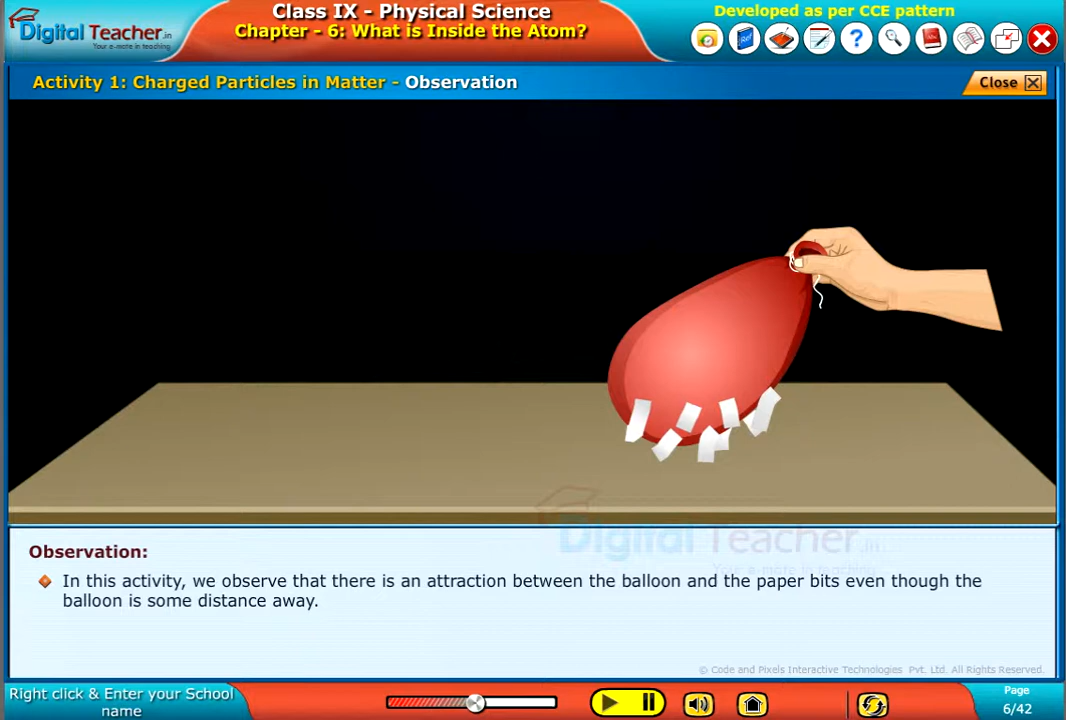 Digital Teacher.in
Your e-mate in teaching
Class IX - Physical Science
Chapter - 6: What is Inside the Atom?
Developed as per CCE pattern
Activity 1: Charged Particles in Matter - Observation
Close
Observation:
In this activity, we observe that there is an attraction between the balloon and the paper bits even though the
balloon is some distance away.
Digital Teacher.in
Your e-mate in teaching
© Code and Pixels Interactive Technologies Pvt. Ltd. All Rights Reserved.
Right click & Enter your School
name
Page
6/42